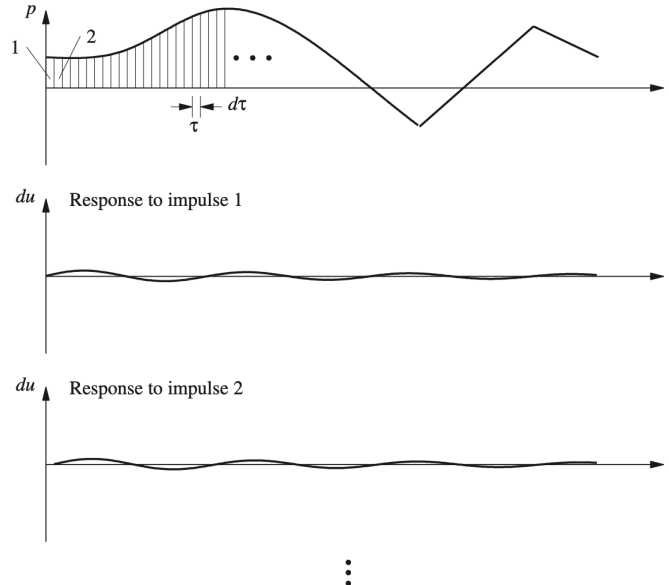 p
1 2
• • •
τ dτ
du Response to impulse 1
du Response to impulse 2